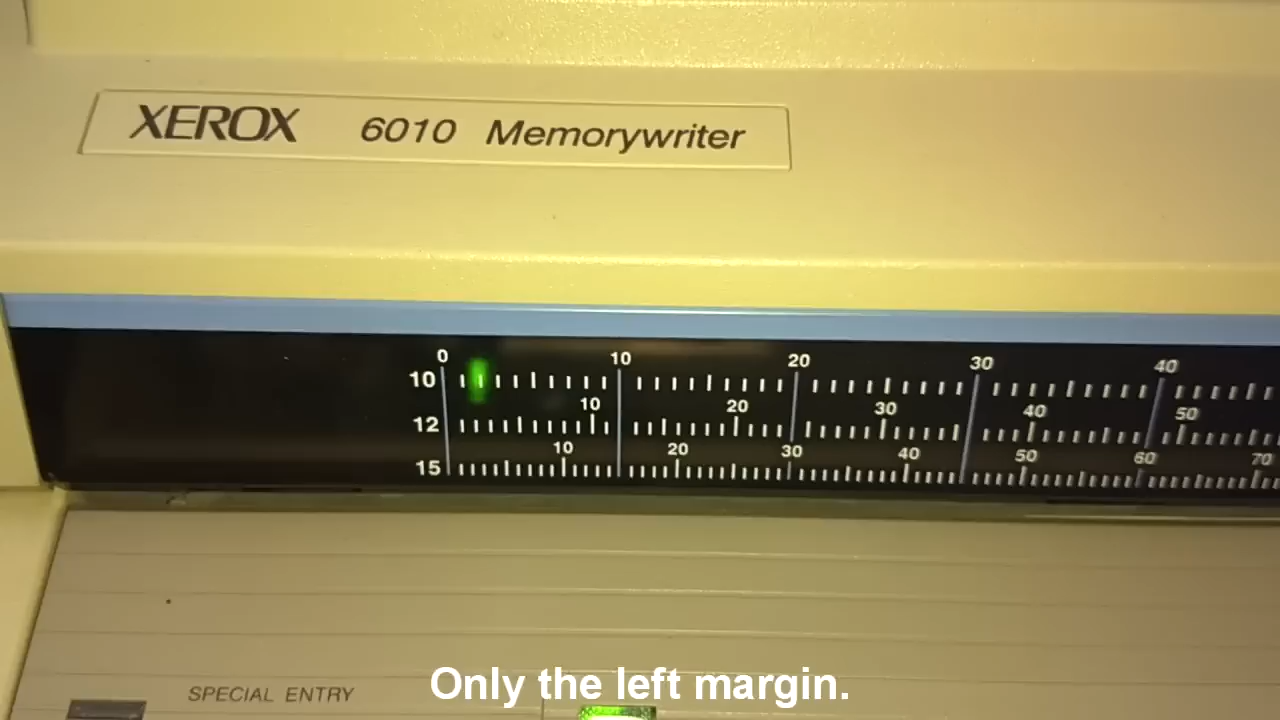 XEROX 6010 Memorywriter
0 10 20 30 40
10
10 20 30 40 50
12
10 20 30 40 50 60 70
15
SPECIAL ENTRY
Only the left margin.